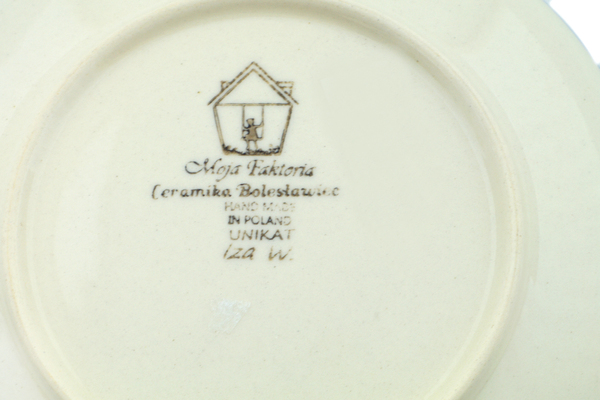 Moja Faktoria
Ceramika Bolesławiec
HAND MADE
IN POLAND
UNIKAT
Iza W.